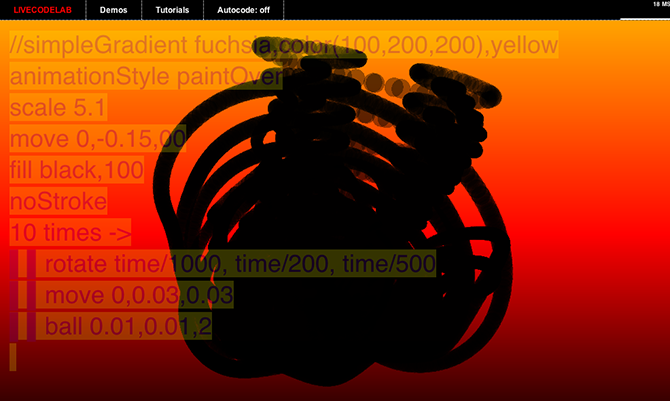 LIVECODELAB Demos Tutorials Autocode: off 18 MS
//simpleGradient fuchsia,color(100,200,200),yellow
animationStyle paintOver
scale 5.1
move 0,-0.15,00
fill black,100
noStroke
10 times ->
rotate time/1000, time/200, time/500
move 0,0.03,0.03
ball 0.01,0.01,2